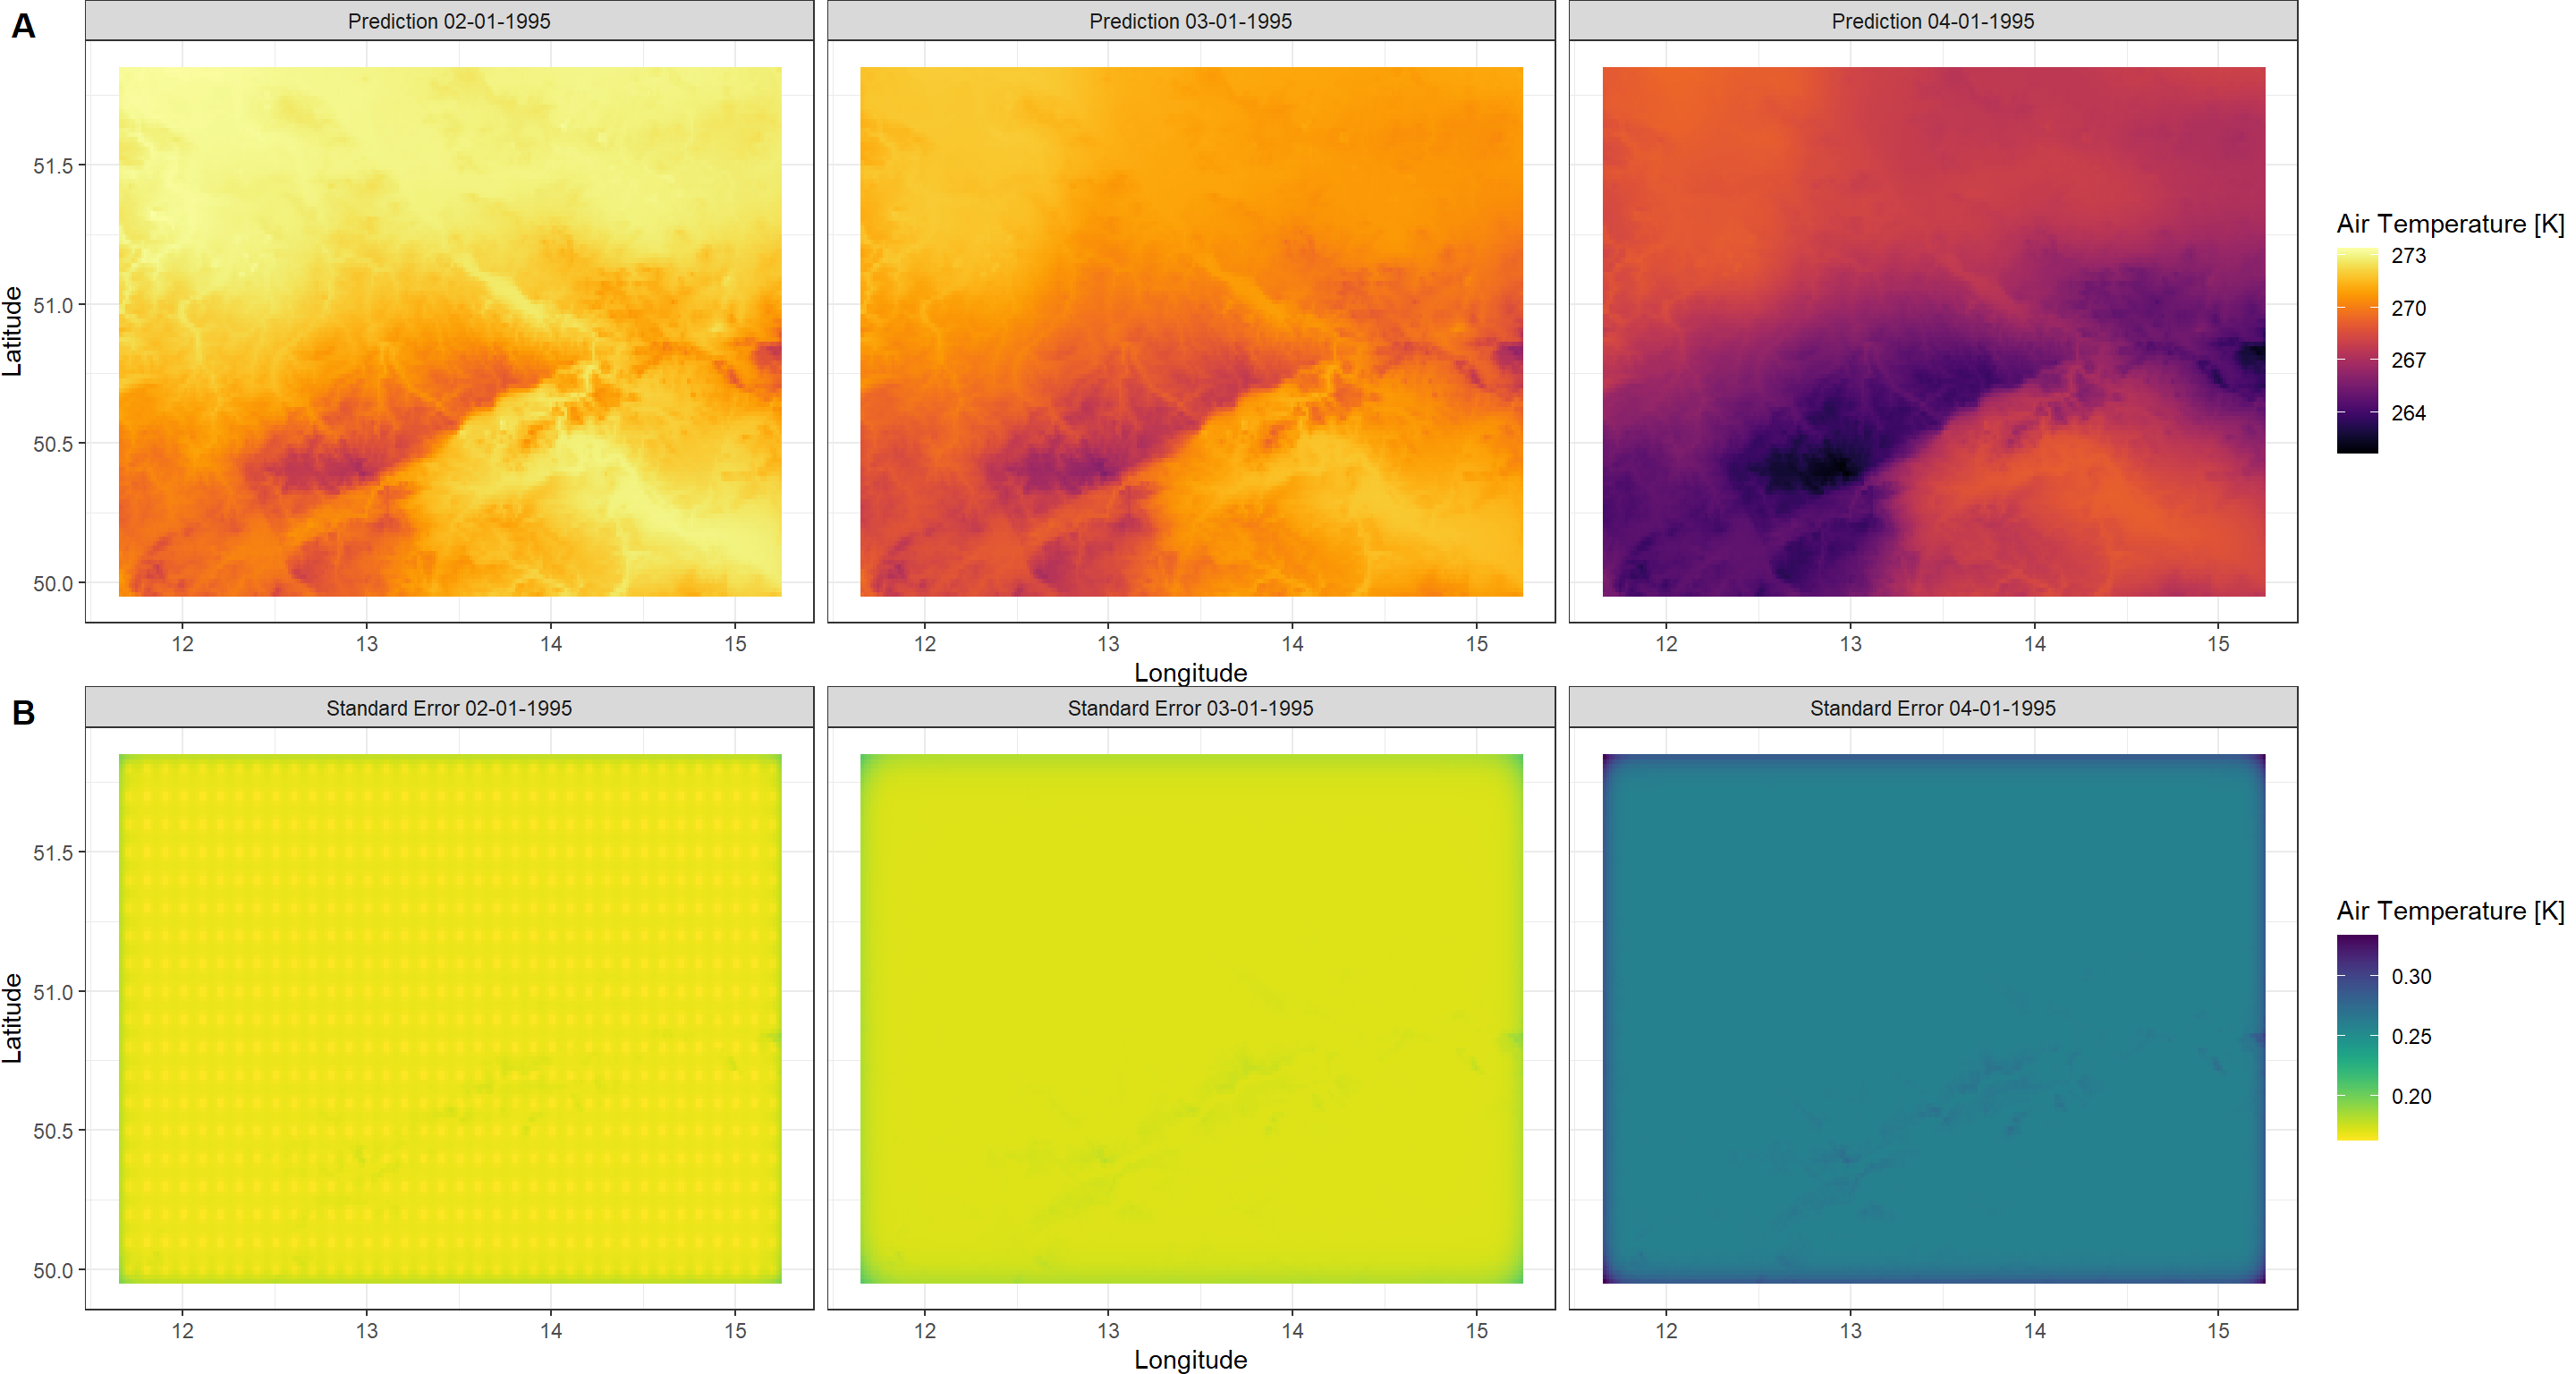 A
Prediction 02-01-1995
Prediction 03-01-1995
Prediction 04-01-1995
Latitude
51.5
51.0
50.5
50.0
12 13 14 15
12 13 14 15
12 13 14 15
Longitude
Air Temperature [K]
273
270
267
264
B
Standard Error 02-01-1995
Standard Error 03-01-1995
Standard Error 04-01-1995
Latitude
51.5
51.0
50.5
50.0
12 13 14 15
12 13 14 15
12 13 14 15
Longitude
Air Temperature [K]
0.30
0.25
0.20